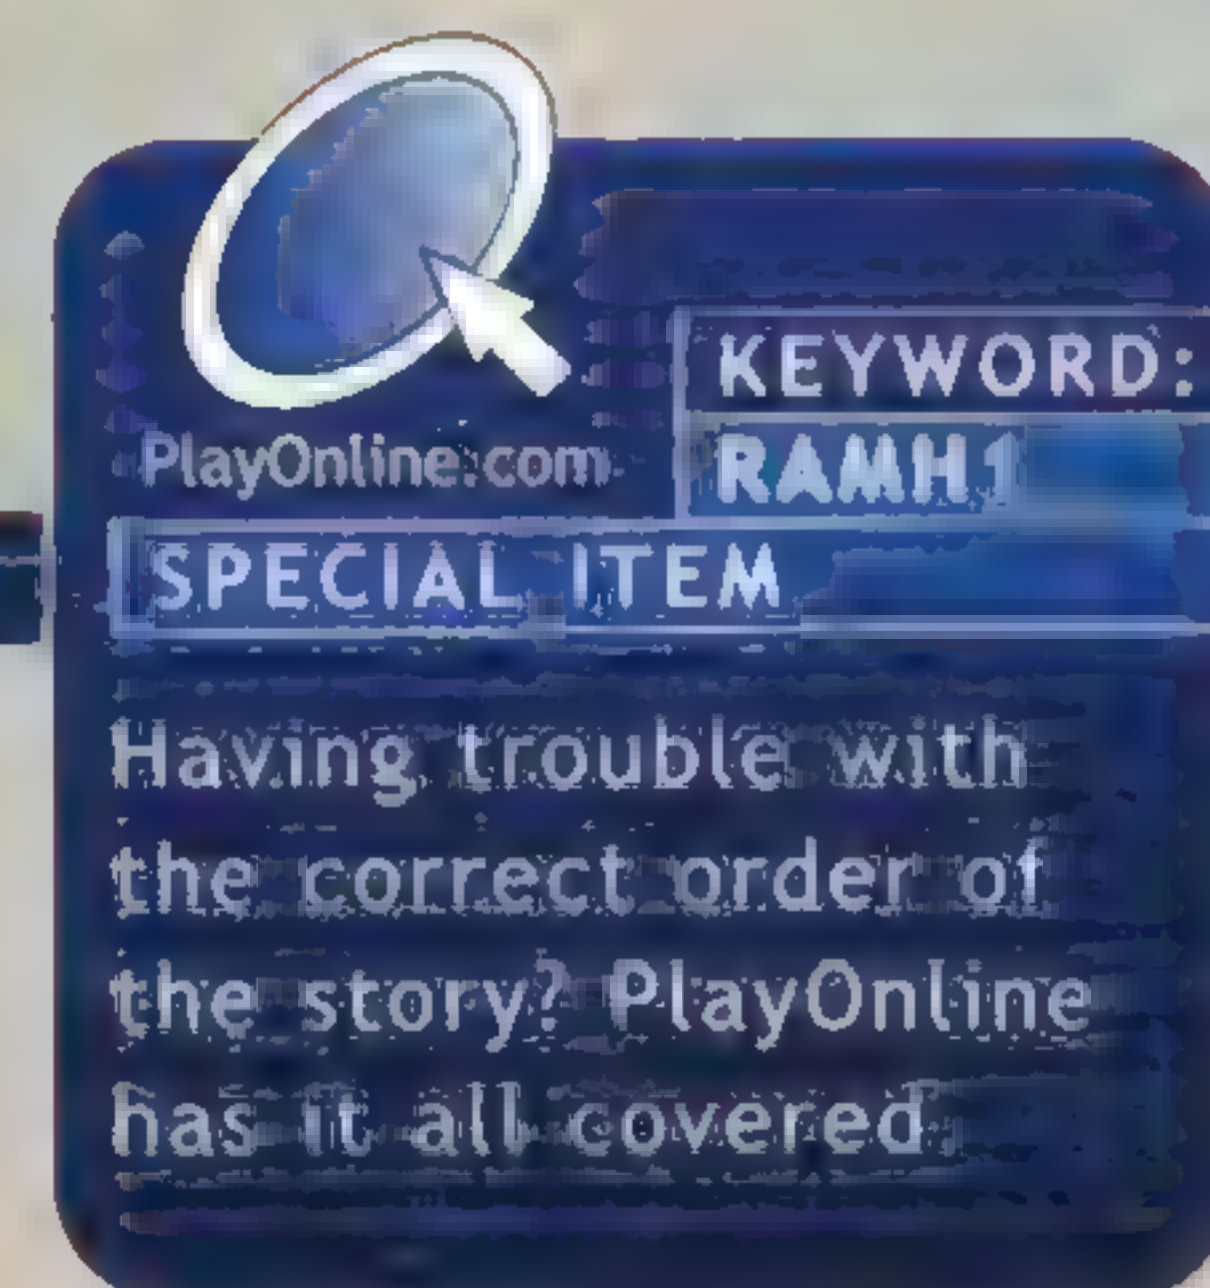 KEYWORD:
PlayOnline.com
RAMH1
SPECIAL ITEM
Having trouble with
the correct order of
the story? PlayOnline
has it all covered.